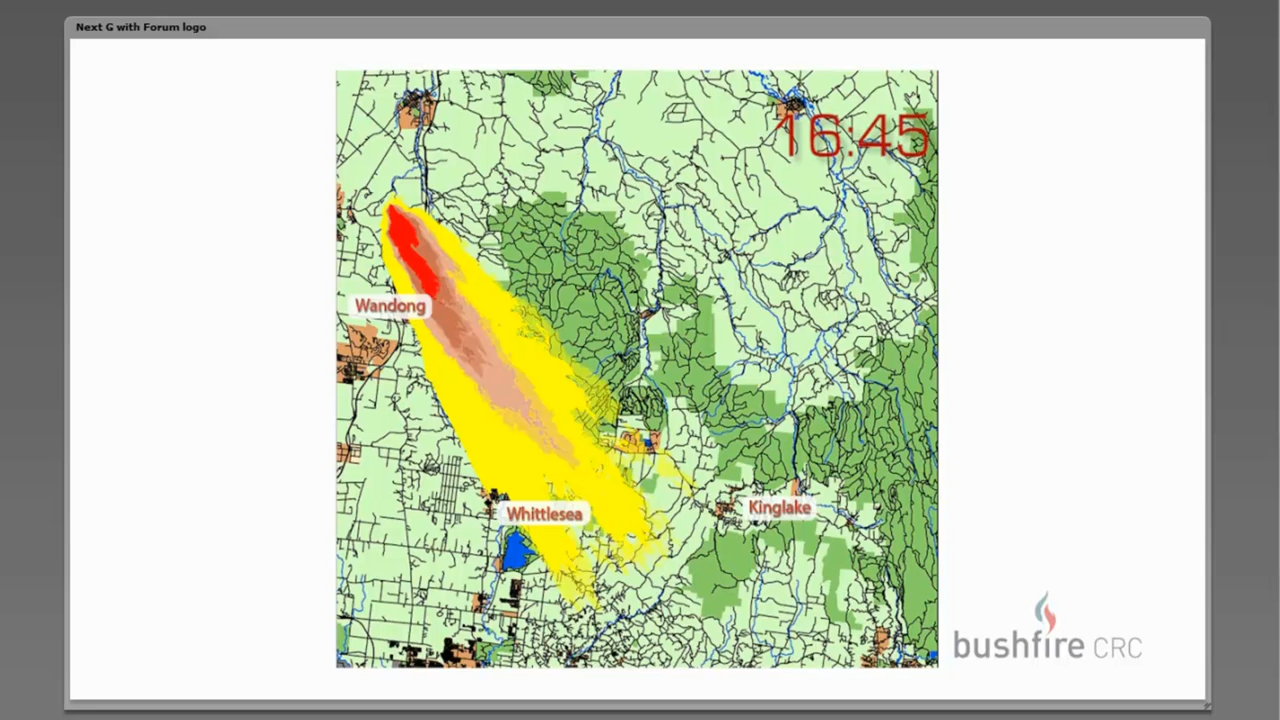 Next G with Forum logo
16:45
Wandong
Whittlesea
Kinglake
bushfire CRC